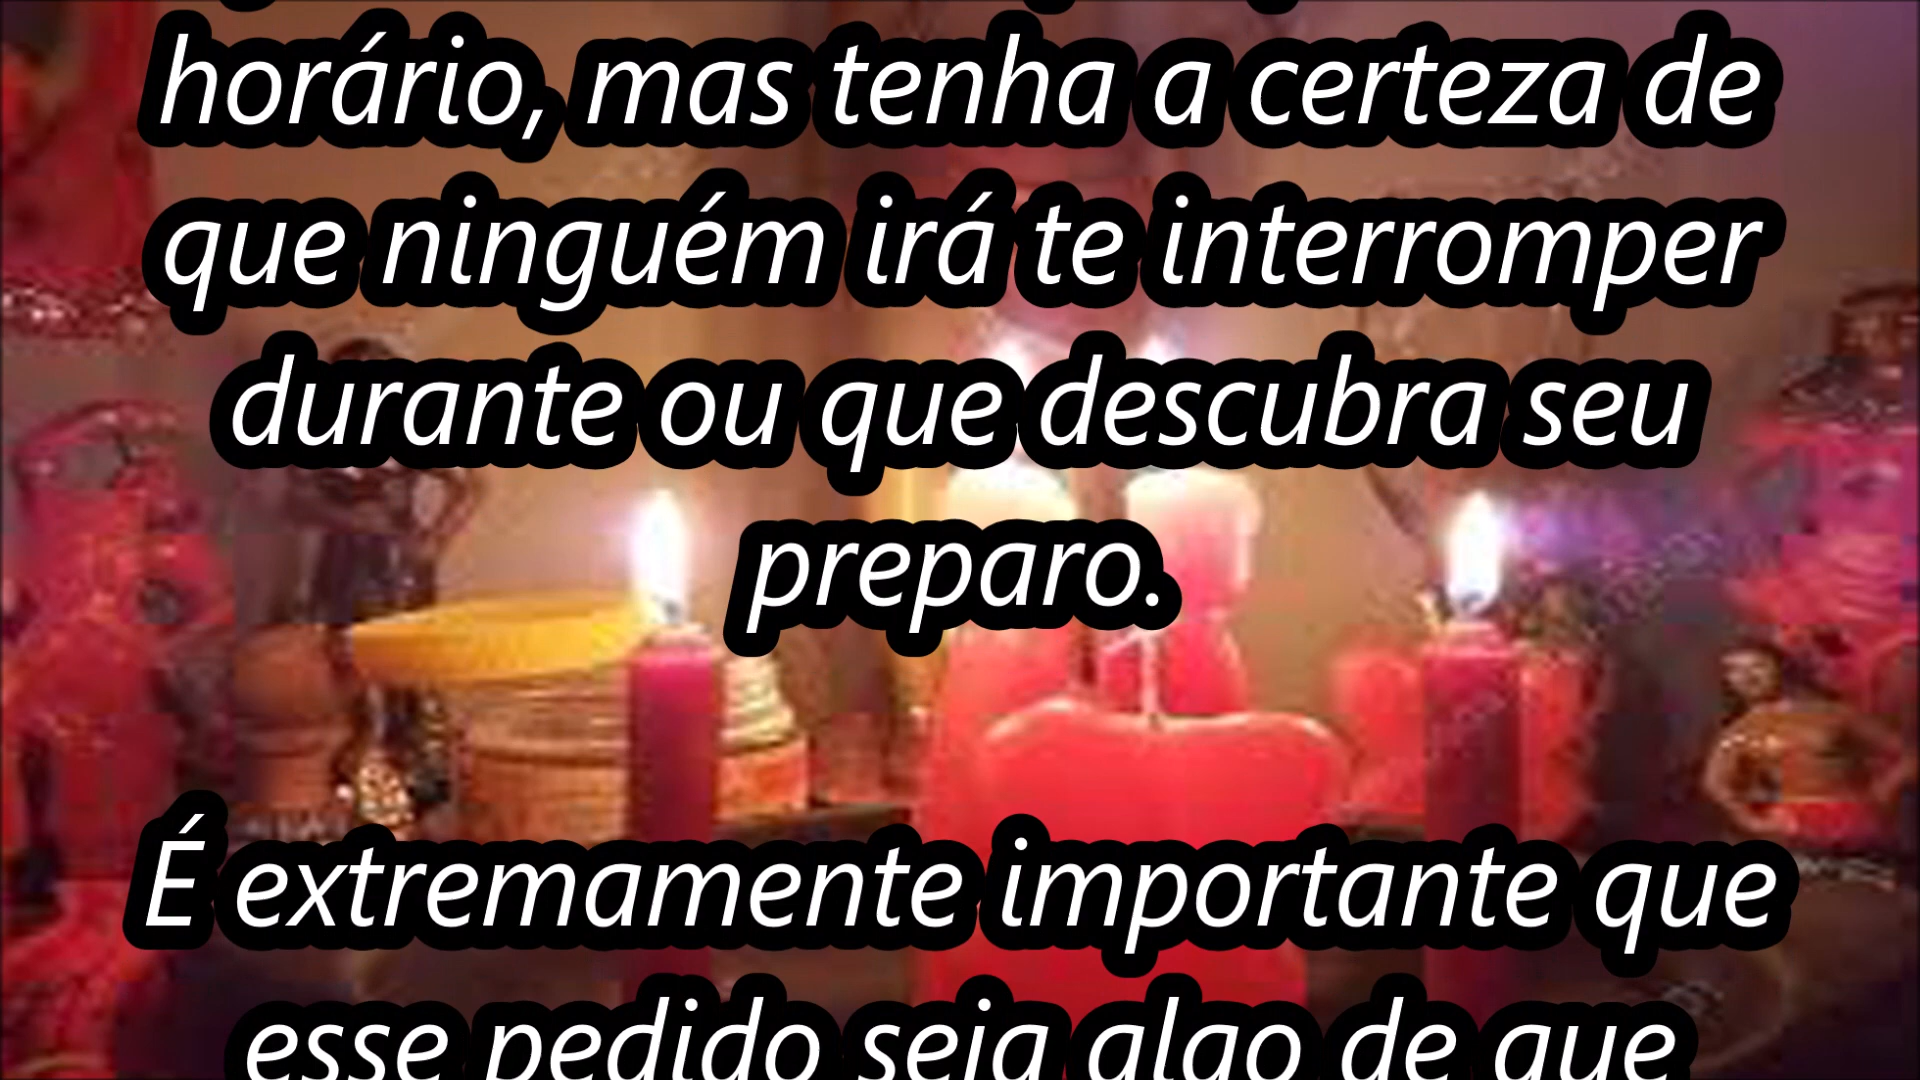 horário, mas tenha a certeza de
que ninguém irá te interromper
durante ou que descubra seu
preparo.
É extremamente importante que
esse pedido seja algo de que